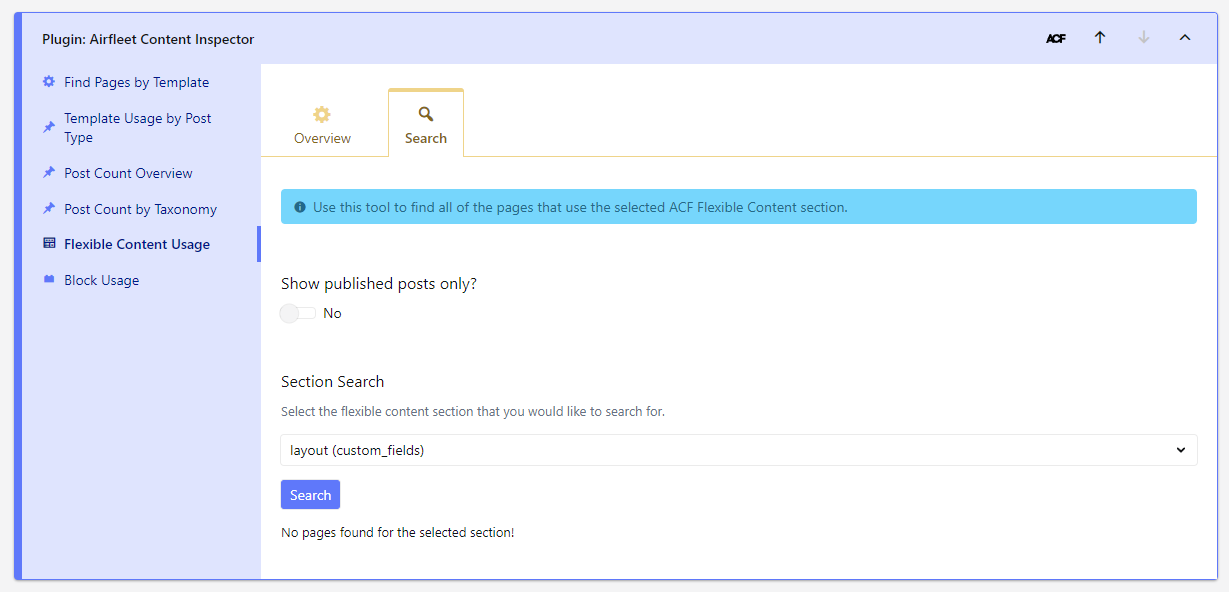 Plugin: Airfleet Content Inspector
ACF
Find Pages by Template
Template Usage by Post
Type
Post Count Overview
Post Count by Taxonomy
Flexible Content Usage
Block Usage
Overview
Search
Use this tool to find all of the pages that use the selected ACF Flexible Content section.
Show published posts only?
No
Section Search
Select the flexible content section that you would like to search for.
layout (custom_fields)
Search
No pages found for the selected section!